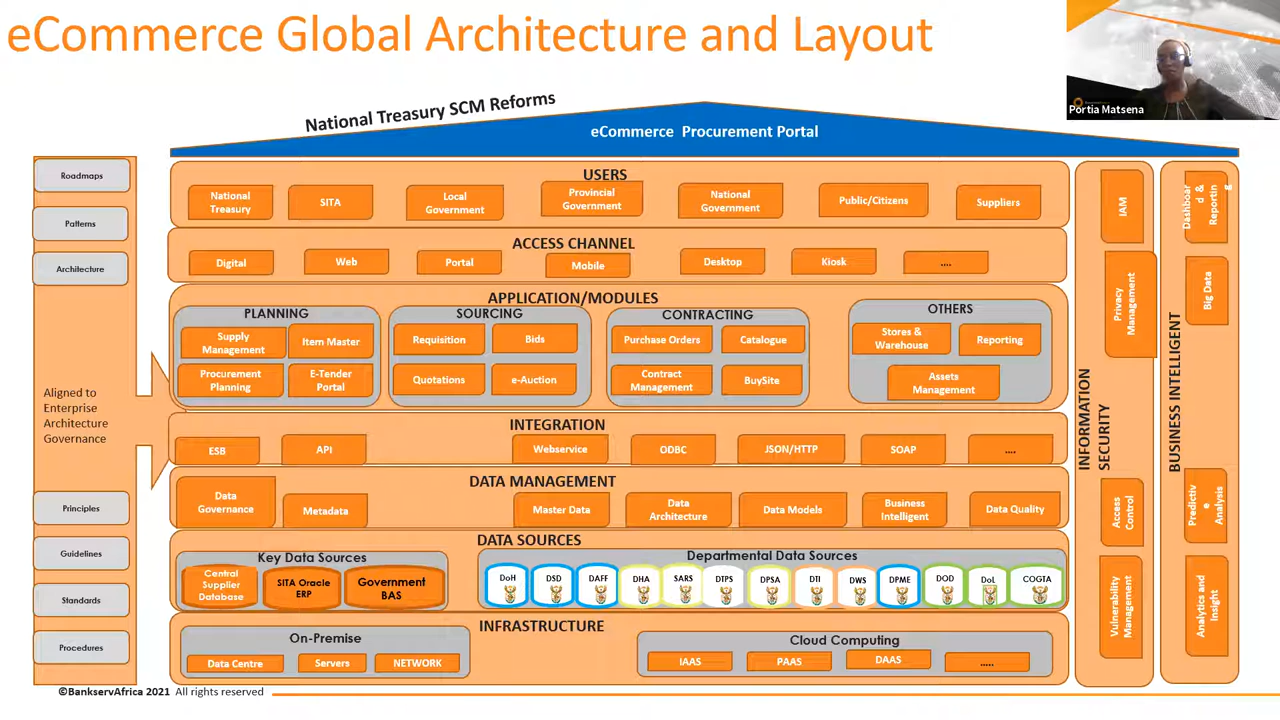 eCommerce Global Architecture and Layout
Portia Matsena
National Treasury SCM Reforms
eCommerce Procurement Portal
Roadmaps
Patterns
Architecture
Aligned to
Enterprise
Architecture
Governance
Principles
Guidelines
Standards
Procedures
USERS
National
Treasury
SITA
Local
Government
Provincial
Government
National
Government
Public/Citizens
Suppliers
ACCESS CHANNEL
Digital
Web
Portal
Mobile
Desktop
Kiosk
....
APPLICATION/MODULES
PLANNING
Supply
Management
Item Master
Procurement
Planning
E-Tender
Portal
SOURCING
Requisition
Bids
Quotations
e-Auction
CONTRACTING
Purchase Orders
Catalogue
Contract
Management
BuySite
OTHERS
Stores &
Warehouse
Reporting
Assets
Management
INTEGRATION
ESB
API
Webservice
ODBC
JSON/HTTP
SOAP
....
DATA MANAGEMENT
Data
Governance
Metadata
Master Data
Data
Architecture
Data Models
Business
Intelligent
Data Quality
DATA SOURCES
Key Data Sources
Central
Supplier
Database
SITA Oracle
ERP
Government
BAS
Departmental Data Sources
DoH
DSD
DAFF
DHA
SARS
DTPS
DPSA
DTI
DWS
DPME
DOD
DoL
COGTA
INFRASTRUCTURE
On-Premise
Data Centre
Servers
NETWORK
Cloud Computing
IAAS
PAAS
DAAS
.....
INFORMATION
SECURITY
IAM
Privacy
Management
Access
Control
Vulnerability
Management
BUSINESS INTELLIGENT
Dashboar
d &
Reportin
g
Big Data
Predictiv
e
Analysis
Analytics and
Insight
©BankservAfrica 2021 All rights reserved